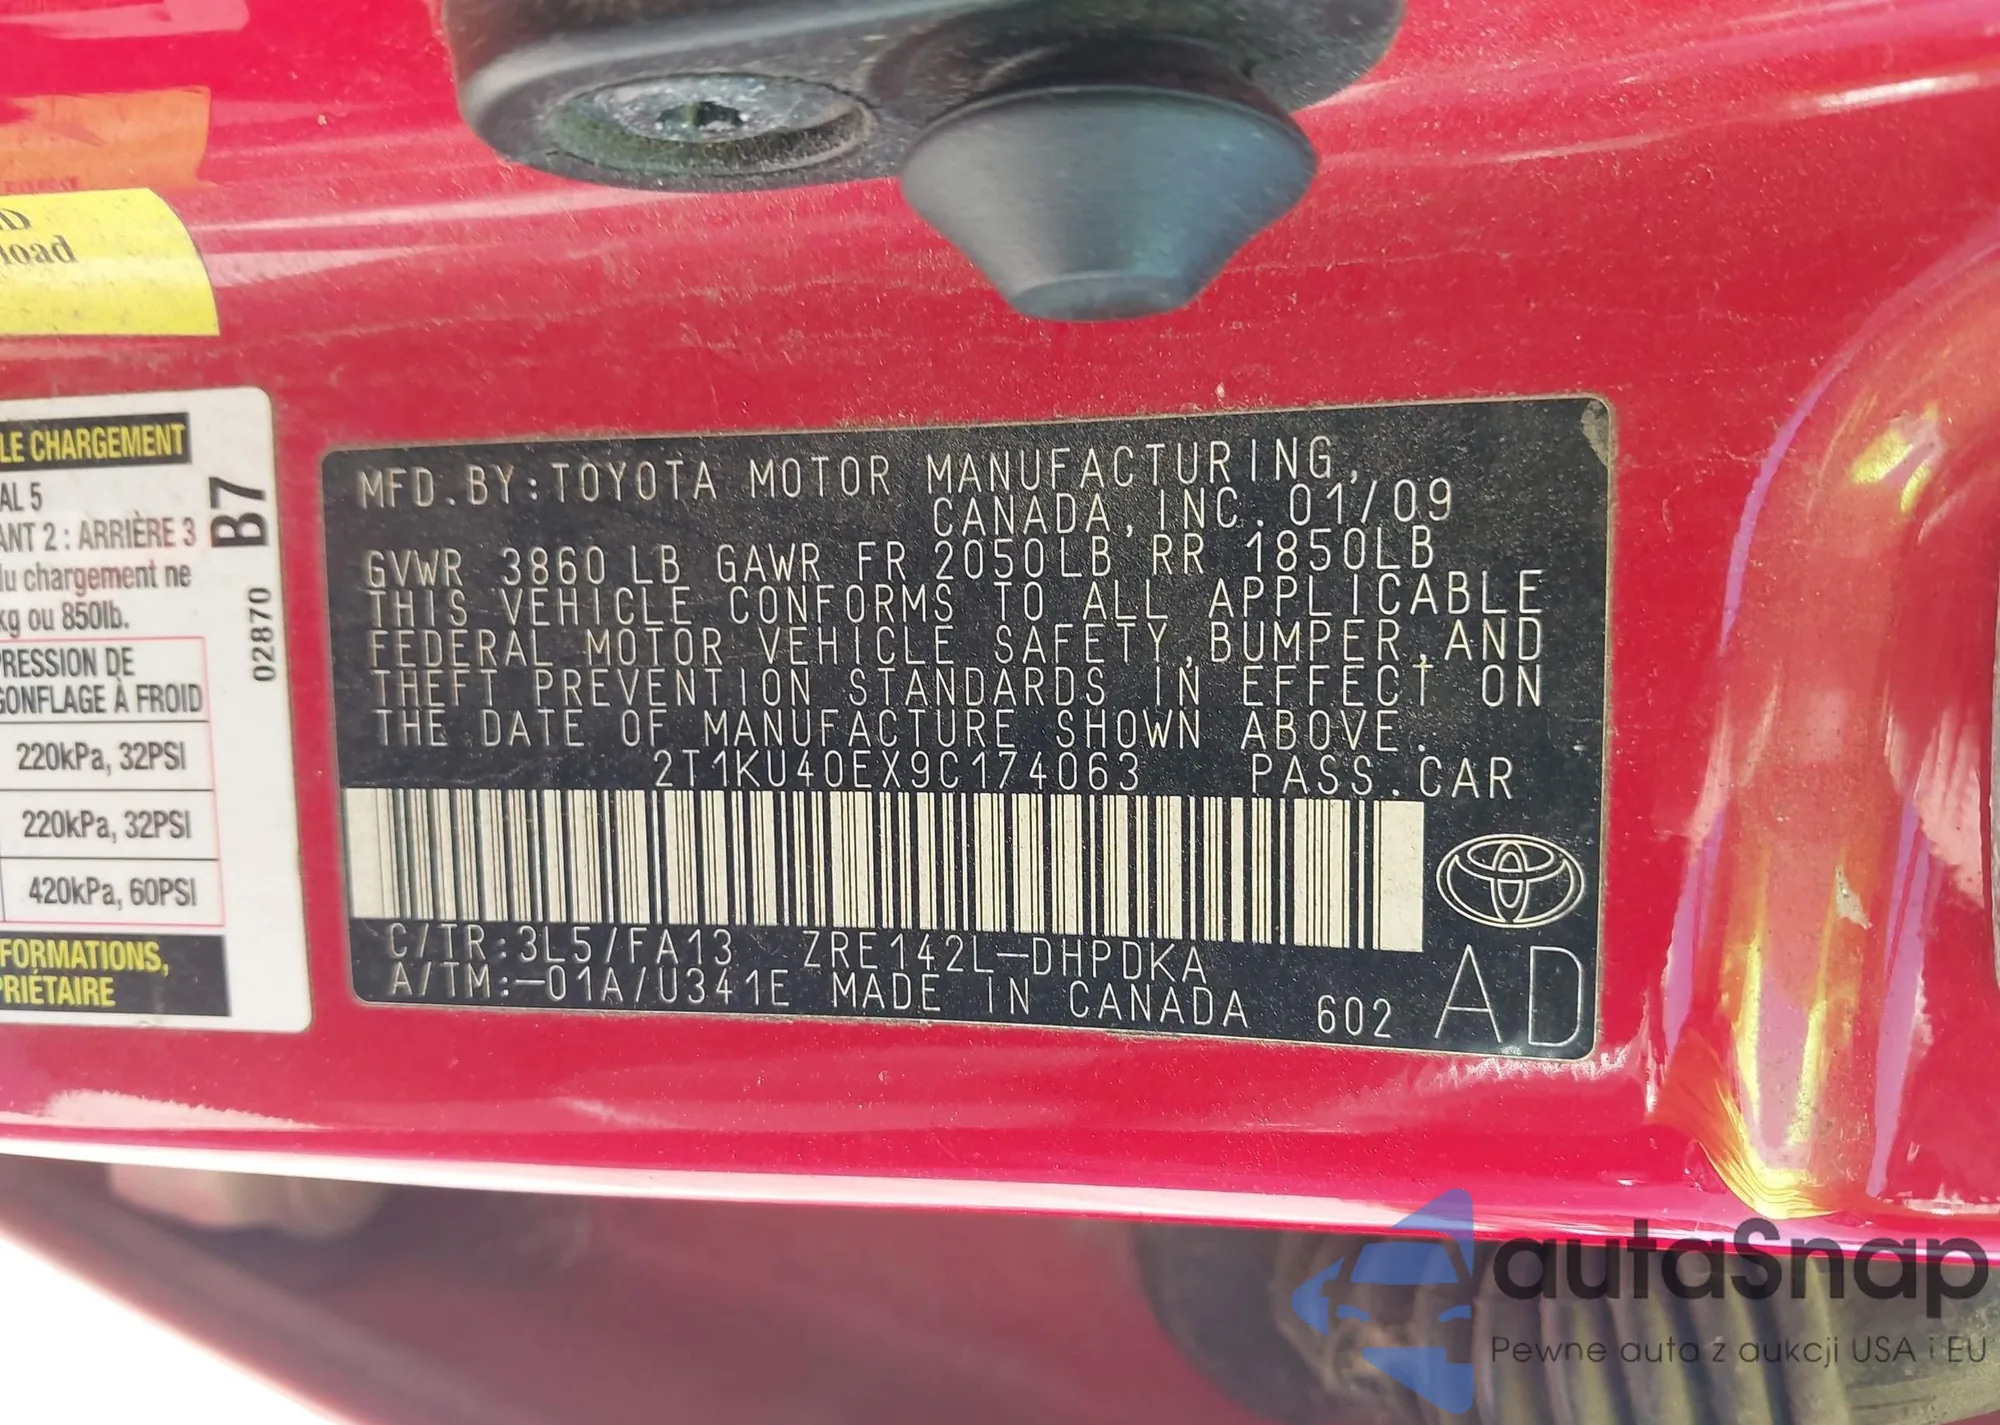 D
load
LE CHARGEMENT
AL 5
ANT 2 : ARRIÈRE 3
du chargement ne
kg ou 850lb.
PRESSION DE
GONFLAGE À FROID
220kPa, 32PSI
220kPa, 32PSI
420kPa, 60PSI
FORMATIONS,
PRIÉTAIRE
B7
02870
MFD.BY:TOYOTA MOTOR MANUFACTURING,
CANADA,INC. 01/09
GVWR 3860 LB GAWR FR 2050LB RR 1850LB
THIS VEHICLE CONFORMS TO ALL APPLICABLE
FEDERAL MOTOR VEHICLE SAFETY,BUMPER,AND
THEFT PREVENTION STANDARDS IN EFFECT ON
THE DATE OF MANUFACTURE SHOWN ABOVE.
2T1KU40EX9C174063 PASS.CAR
C/TR:3L5/FA13 ZRE142L-DHPDKA
A/TM:-01A/U341E MADE IN CANADA 602
AD
autaSnap
Pewne auta z aukcji USA i EU